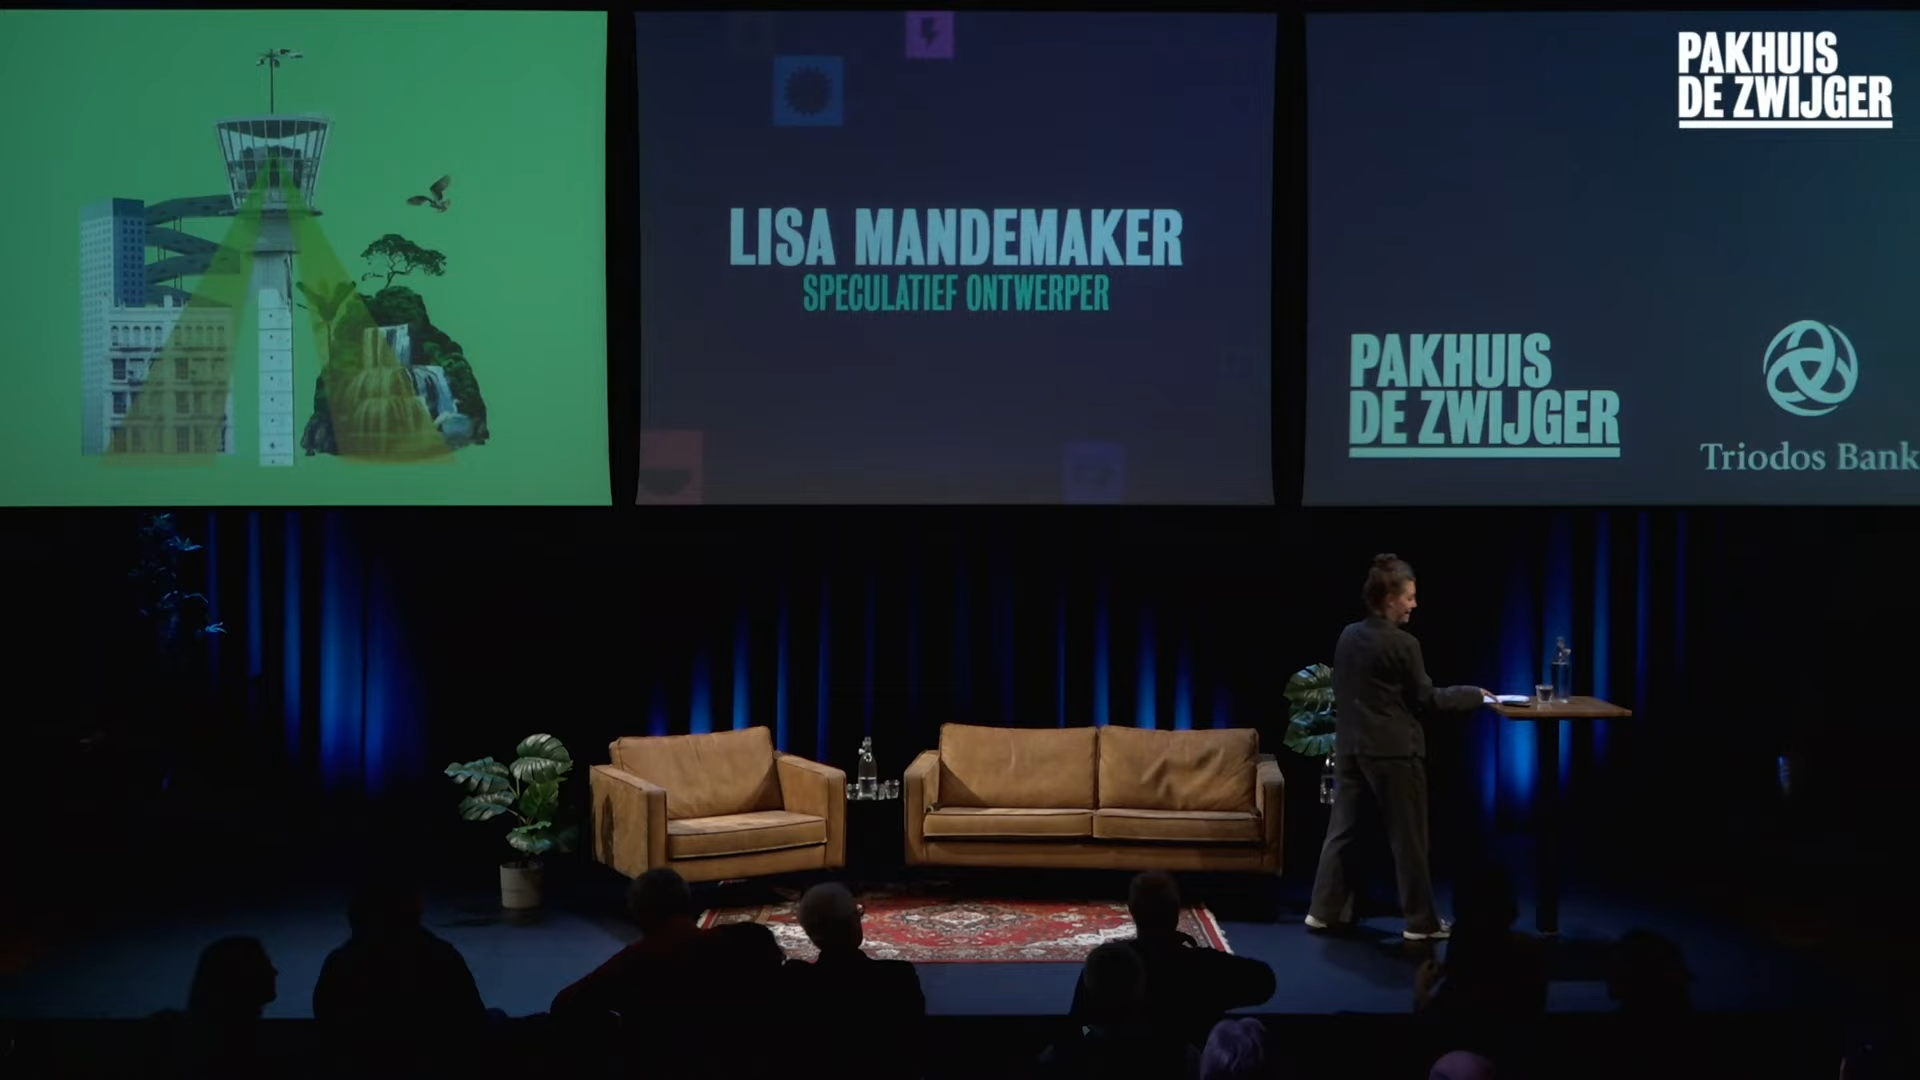 LISA MANDEMAKER
SPECULATIEF ONTWERPER
PAKHUIS
DE ZWIJGER
PAKHUIS
DE ZWIJGER
Triodos Bank